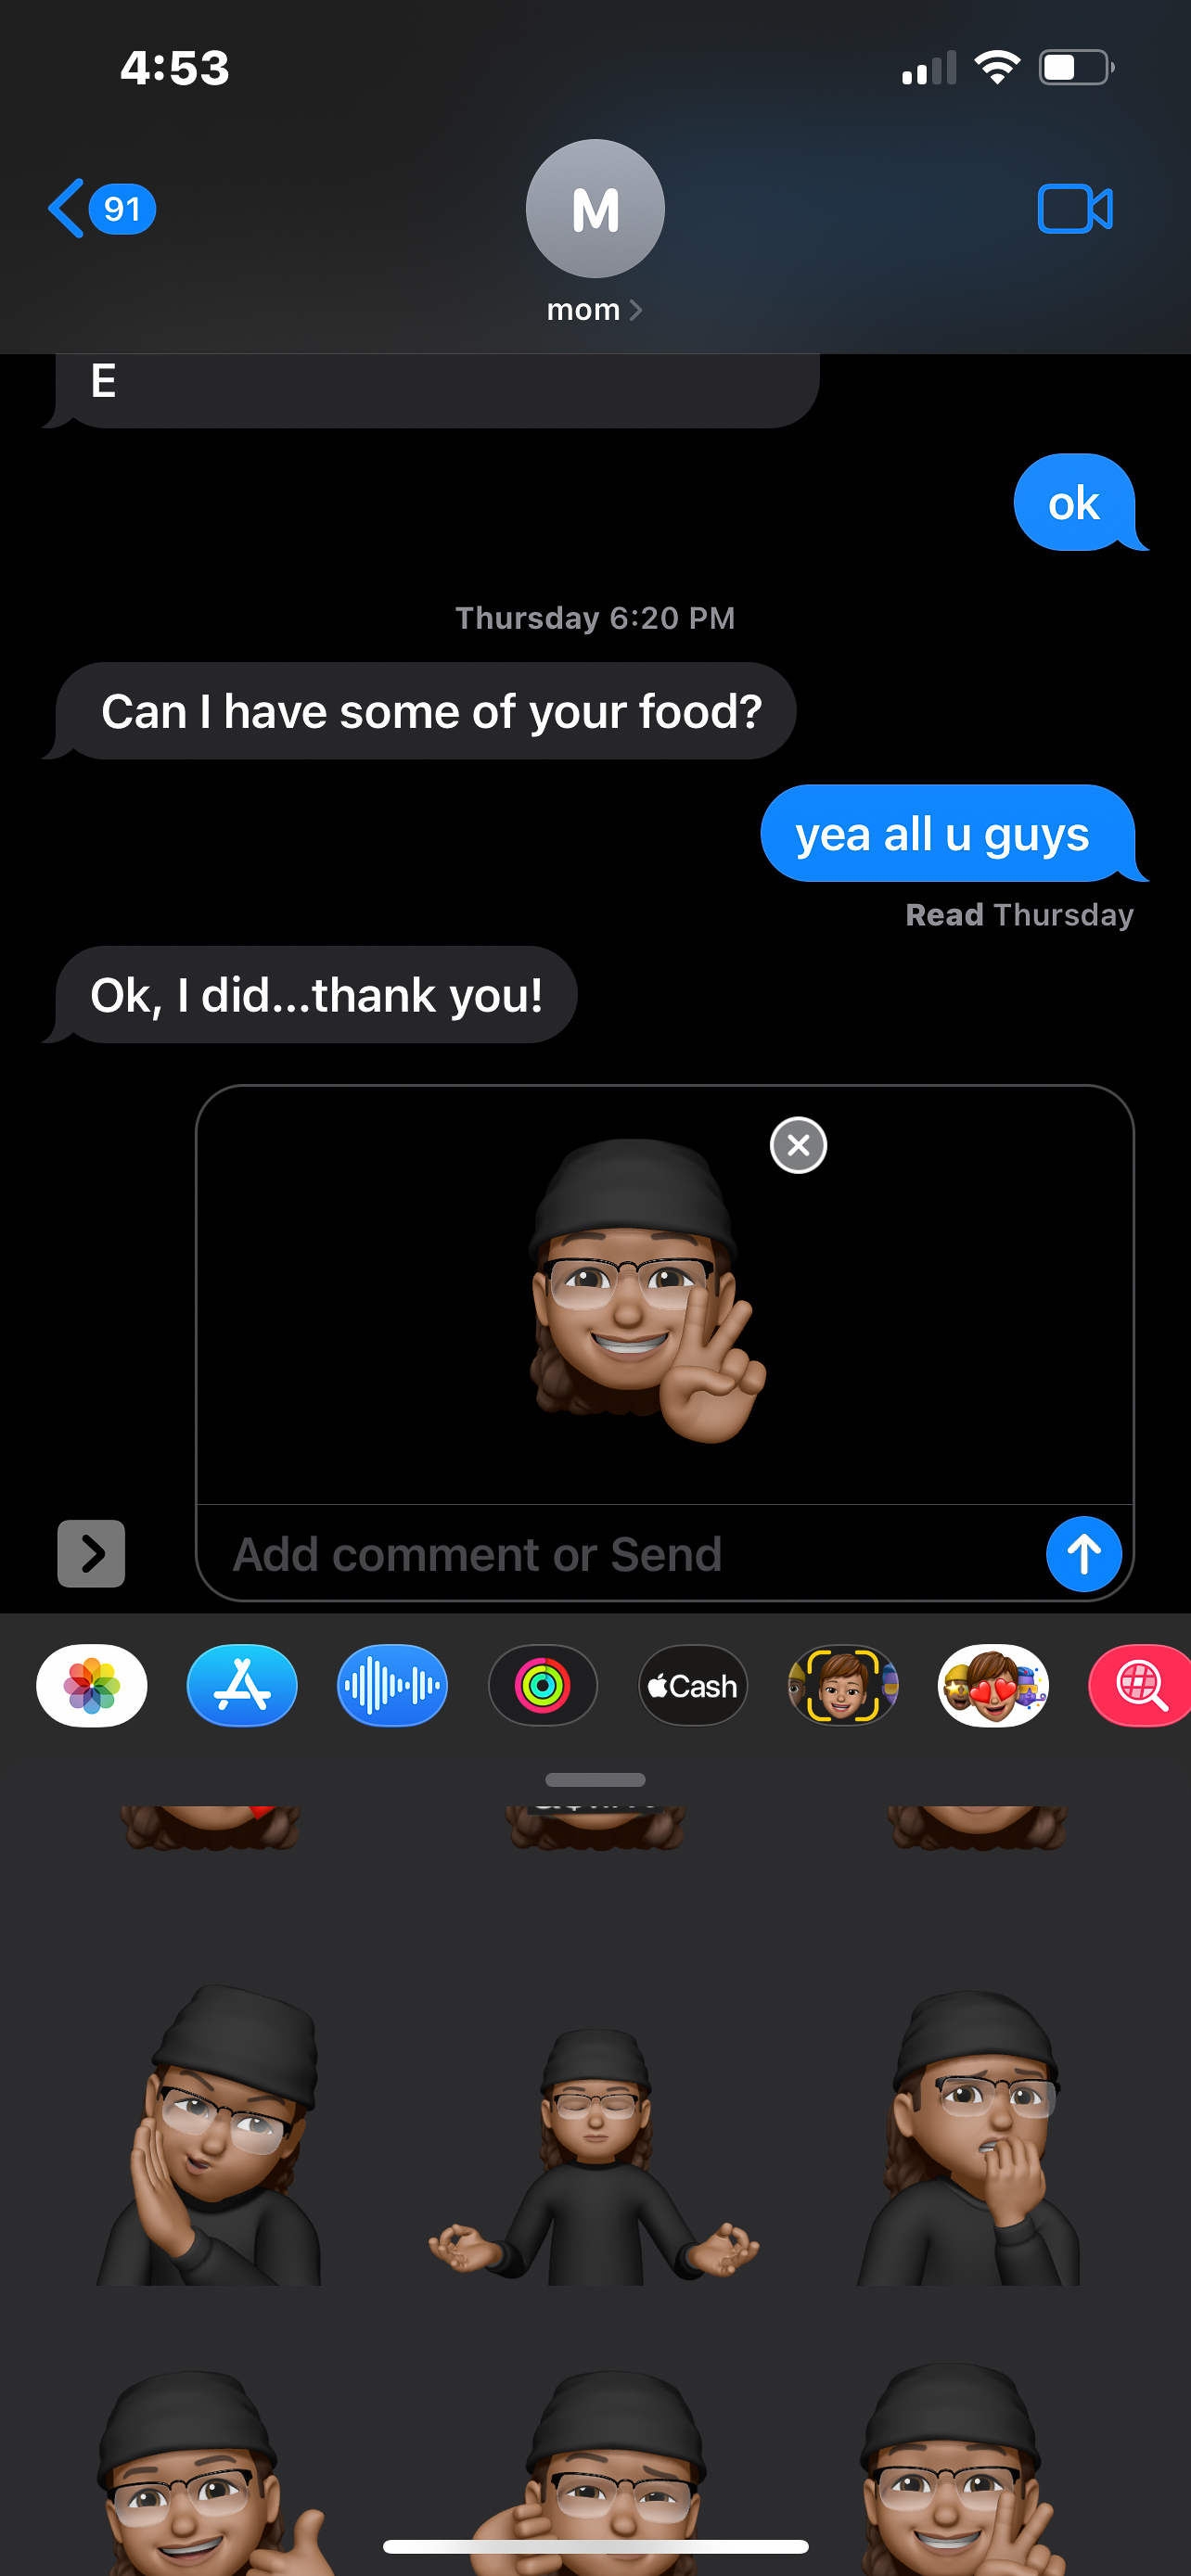 4:53
91
M
mom
E
ok
Thursday 6:20 PM
Can I have some of your food?
yea all u guys
Read Thursday
Ok, I did...thank you!
Add comment or Send
Cash